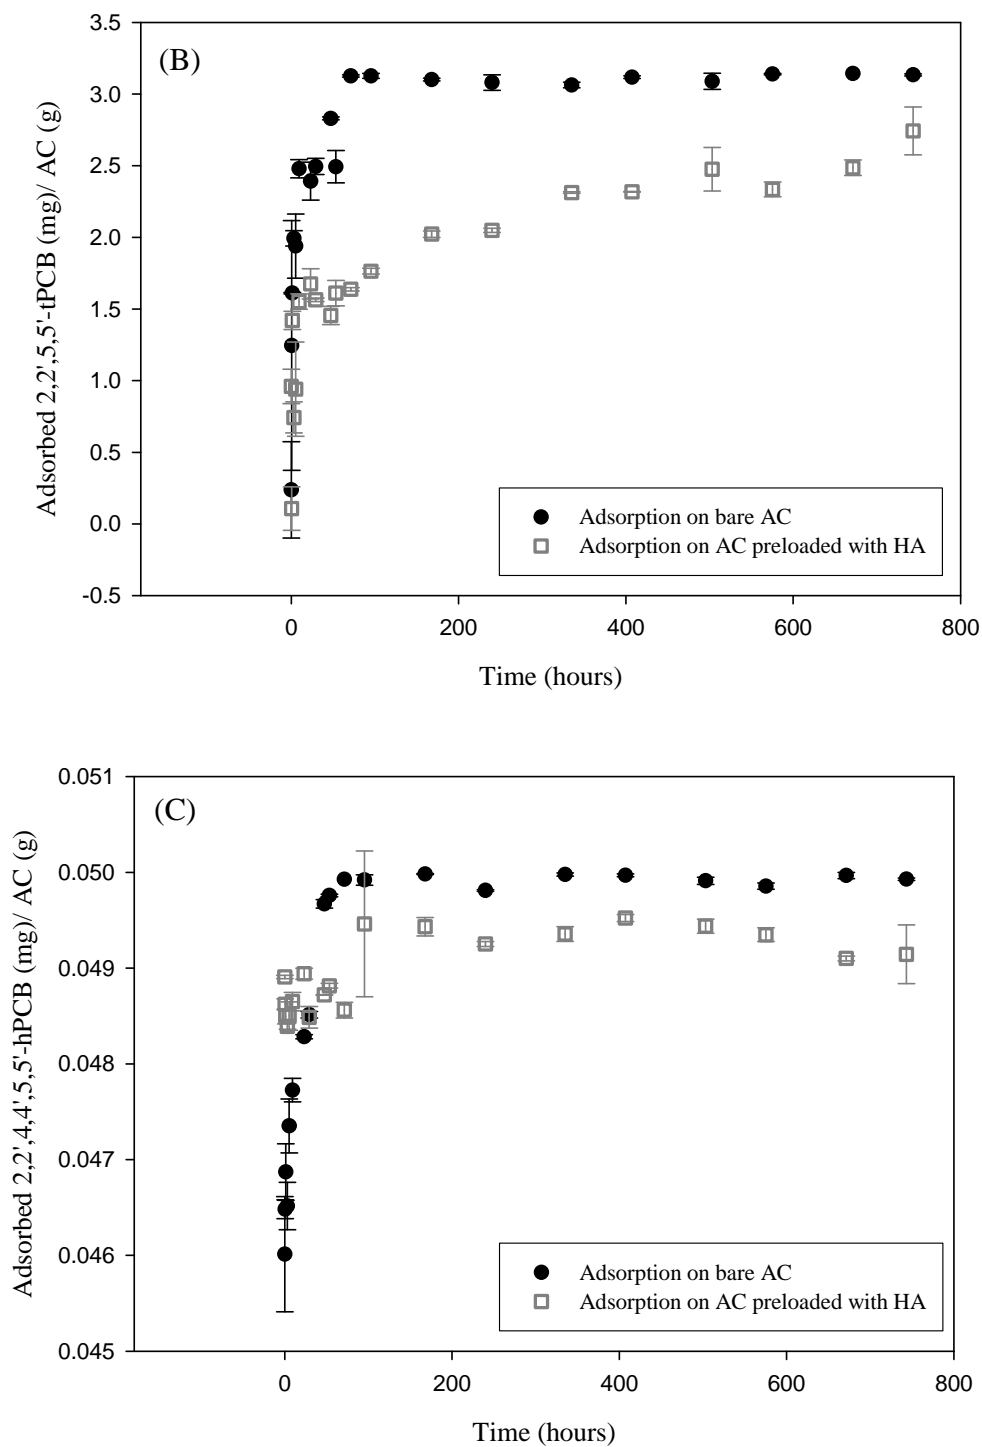 (B)
Adsorbed 2,2',5,5'-tPCB (mg)/ AC (g)
3.5
3.0
2.5
2.0
1.5
1.0
0.5
0.0
-0.5
Adsorption on bare AC
Adsorption on AC preloaded with HA
0 200 400 600 800
Time (hours)
(C)
Adsorbed 2,2',4,4',5,5'-hPCB (mg)/ AC (g)
0.051
0.050
0.049
0.048
0.047
0.046
0.045
Adsorption on bare AC
Adsorption on AC preloaded with HA
0 200 400 600 800
Time (hours)